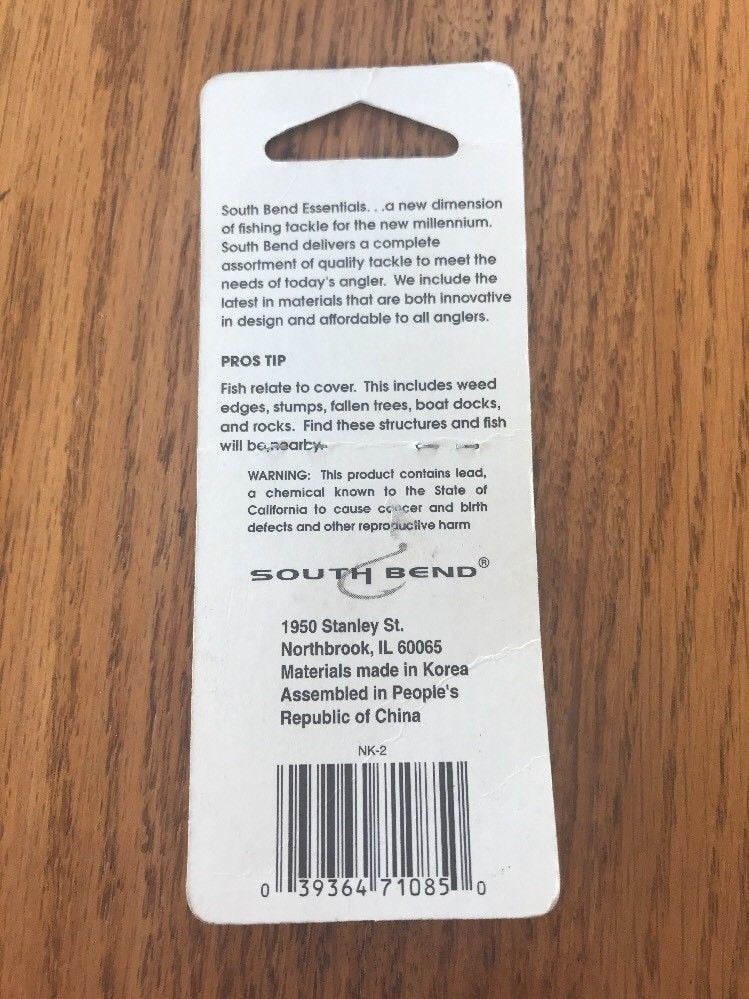 South Bend Essentials. . .a new dimension
of fishing tackle for the new millennium.
South Bend delivers a complete
assortment of quality tackle to meet the
needs of today's angler. We include the
latest in materials that are both innovative
in design and affordable to all anglers.
PROS TIP
Fish relate to cover. This includes weed
edges, stumps, fallen trees, boat docks,
and rocks. Find these structures and fish
will be nearby.
WARNING: This product contains lead,
a chemical known to the State of
California to cause cancer and birth
defects and other reproductive harm
SOUTH BEND®
1950 Stanley St.
Northbrook, IL 60065
Materials made in Korea
Assembled in People's
Republic of China
NK-2
0 39364 71085 0